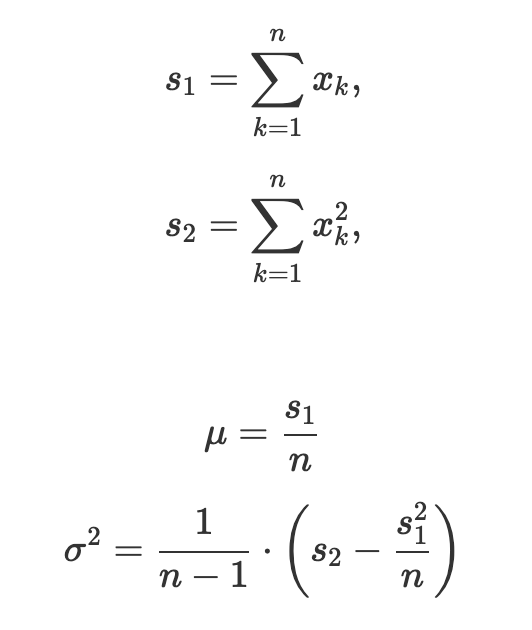 s₁ = ∑ₖ₌₁ⁿ xₖ,
s₂ = ∑ₖ₌₁ⁿ xₖ²,
μ = s₁/n
σ² = 1/(n − 1) · (s₂ − s₁²/n)